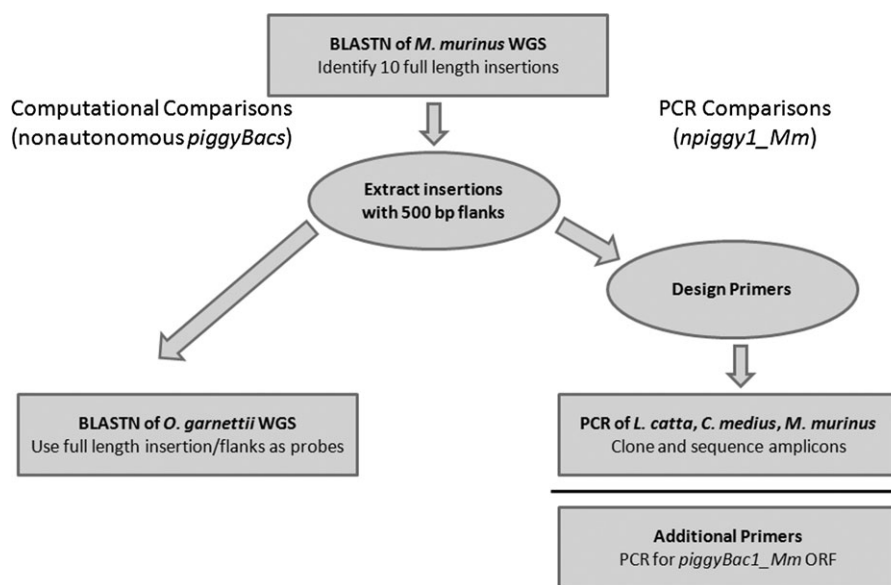 BLASTN of M. murinus WGS
Identify 10 full length insertions
Computational Comparisons
(nonautonomous piggyBacs)
PCR Comparisons
(npiggy1_Mm)
Extract insertions
with 500 bp flanks
Design Primers
BLASTN of O. garnettii WGS
Use full length insertion/flanks as probes
PCR of L. catta, C. medius, M. murinus
Clone and sequence amplicons
Additional Primers
PCR for piggyBac1_Mm ORF